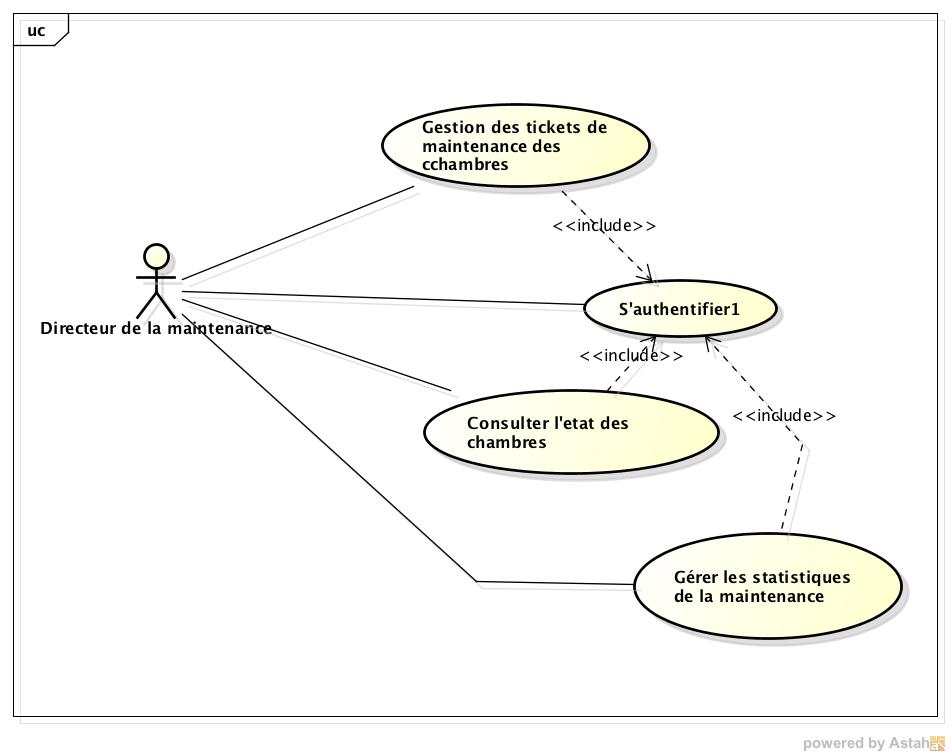 uc
Gestion des tickets de
maintenance des
cchambres
<<include>>
S'authentifier1
Directeur de la maintenance
<<include>>
Consulter l'etat des
chambres
<<include>>
Gérer les statistiques
de la maintenance
powered by Astah